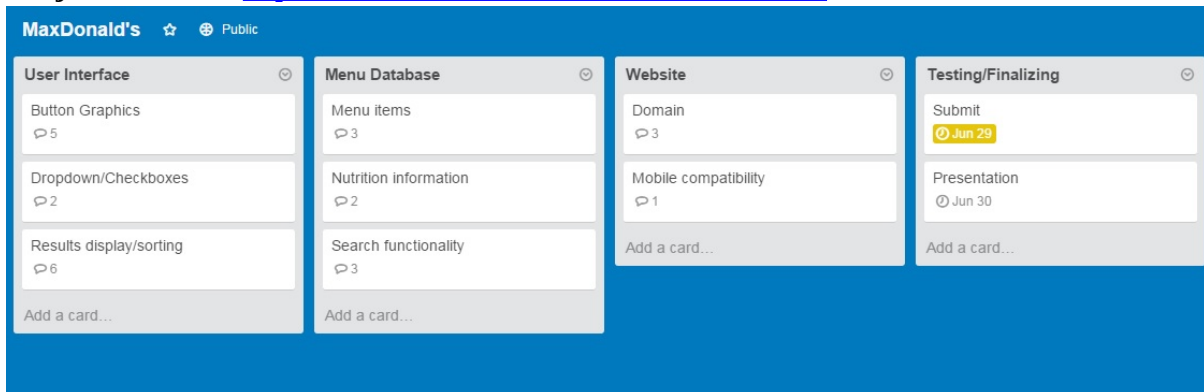 MaxDonald's Public
User Interface
Button Graphics
5
Dropdown/Checkboxes
2
Results display/sorting
6
Add a card...
Menu Database
Menu items
3
Nutrition information
2
Search functionality
3
Add a card...
Website
Domain
3
Mobile compatibility
1
Add a card...
Testing/Finalizing
Submit
Jun 29
Presentation
Jun 30
Add a card...